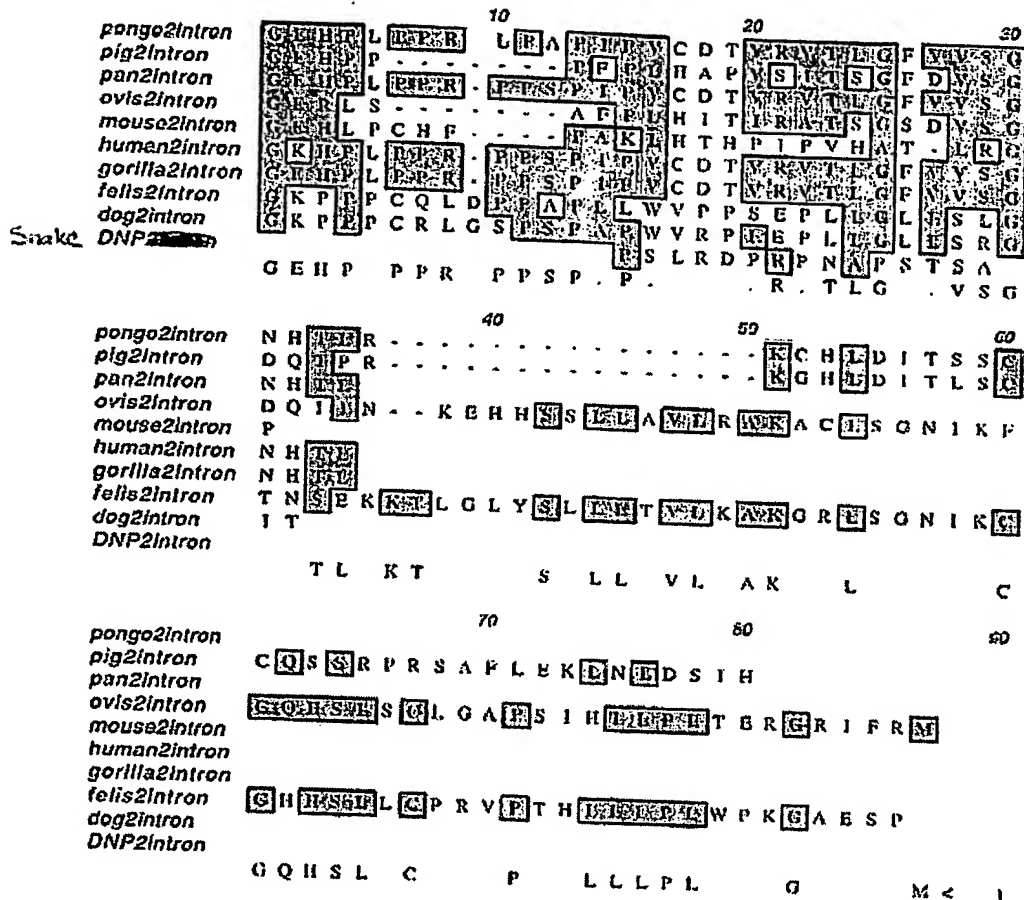 10 20 30
pongo2intron G E H P L P P R L P A P I P V C D T V R V T L G F V V S G
pig2intron G E H P P - - - - - - - P F P L H A P V S I T S G F D V S G
pan2intron G E H P L P P R . P P S P I P V C D T V R V T L G F V V S G
ovis2intron G E R L S - - - - - - - A F P L H I T I R A T S G S D V S G
mouse2intron G E H L P C H F - - - - P A K L H T H P I P V H A T . L R G
human2intron G K H P L P P R . P P S P I P V C D T V R V T L G F V V S G
gorilla2intron G E H P L P P R . P P S P I P V C D T V R V T L G F V V S G
felis2intron G K P P P C Q L D P P A P L L W V P P S E P L L G L E S L G
dog2intron G K P E P C R L G S P S P A P W V R P E E P L T G L E S R G
Snake DNP P S L R D P R P N A P S T S A
G E H P P P R P P S P . P . R . T L G . V S G
40 50 60
pongo2intron N H T L R - - - - - - - - - - - - - - - K C H L D I T S S C
pig2intron D Q T P R - - - - - - - - - - - - - - - K G H L D I T L S C
pan2intron N H T L
ovis2intron D Q I L N - - K E H H S S L L A V L R W K A C L S G N I K F
mouse2intron P
human2intron N H T L
gorilla2intron N H T L
felis2intron T N S E K K T L G L Y S L L H T V L K A K G R E S G N I K C
dog2intron I T
DNP2intron
T L K T S L L V L A K L C
70 80 90
pongo2intron
pig2intron C Q S S R P R S A F L E K L N E D S I H
pan2intron
ovis2intron G Q H S L S C L G A P S I H L L P L T E R G R I F R M
mouse2intron
human2intron
gorilla2intron
felis2intron G H H S L L C P R V P T H L L L P L W P K G A E S P
dog2intron
DNP2intron
G Q H S L C P L L L P L G M <